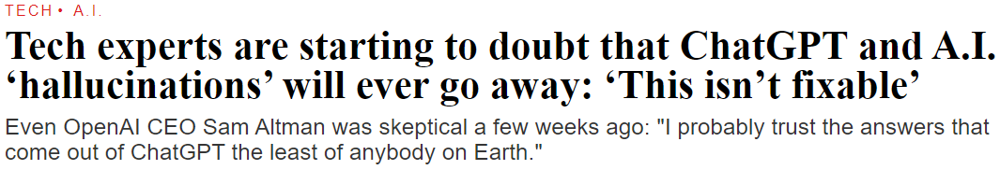 TECH• A.I.
Tech experts are starting to doubt that ChatGPT and A.I.
‘hallucinations’ will ever go away: ‘This isn’t fixable’
Even OpenAI CEO Sam Altman was skeptical a few weeks ago: "I probably trust the answers that
come out of ChatGPT the least of anybody on Earth."